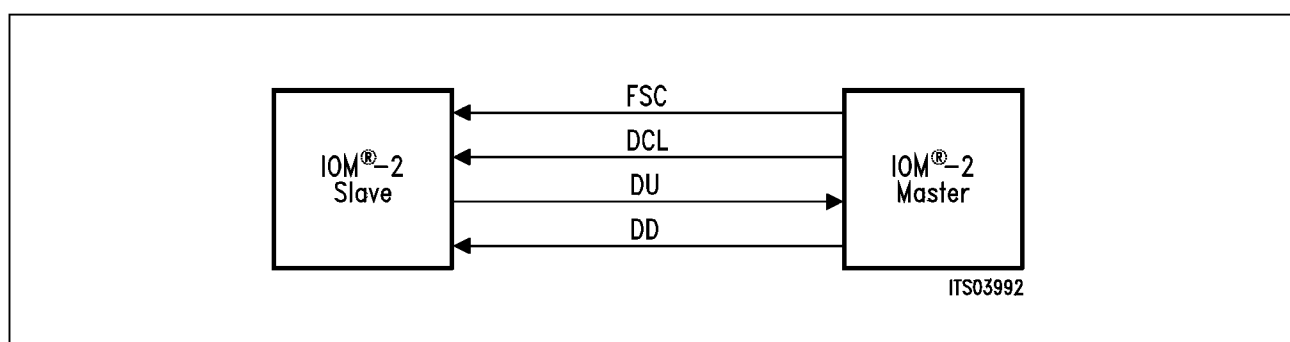 FSC
DCL
DU
DD
IOM®-2
Slave
IOM®-2
Master
ITS03992